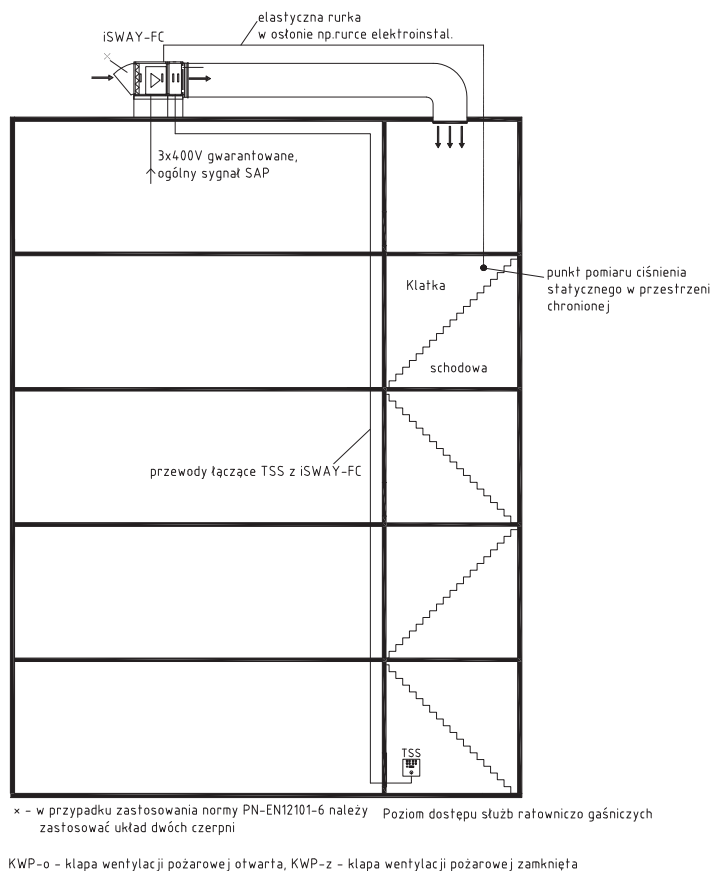 elastyczna rurka
w osłonie np.rurce elektroinstal.
iSWAY-FC
×
3x400V gwarantowane,
ogólny sygnał SAP
punkt pomiaru ciśnienia
statycznego w przestrzeni
chronionej
Klatka
schodowa
przewody łączące TSS z iSWAY-FC
TSS
× - w przypadku zastosowania normy PN-EN12101-6 należy
zastosować układ dwóch czerpni
Poziom dostępu służb ratowniczo gaśniczych
KWP-o - klapa wentylacji pożarowej otwarta, KWP-z - klapa wentylacji pożarowej zamknięta